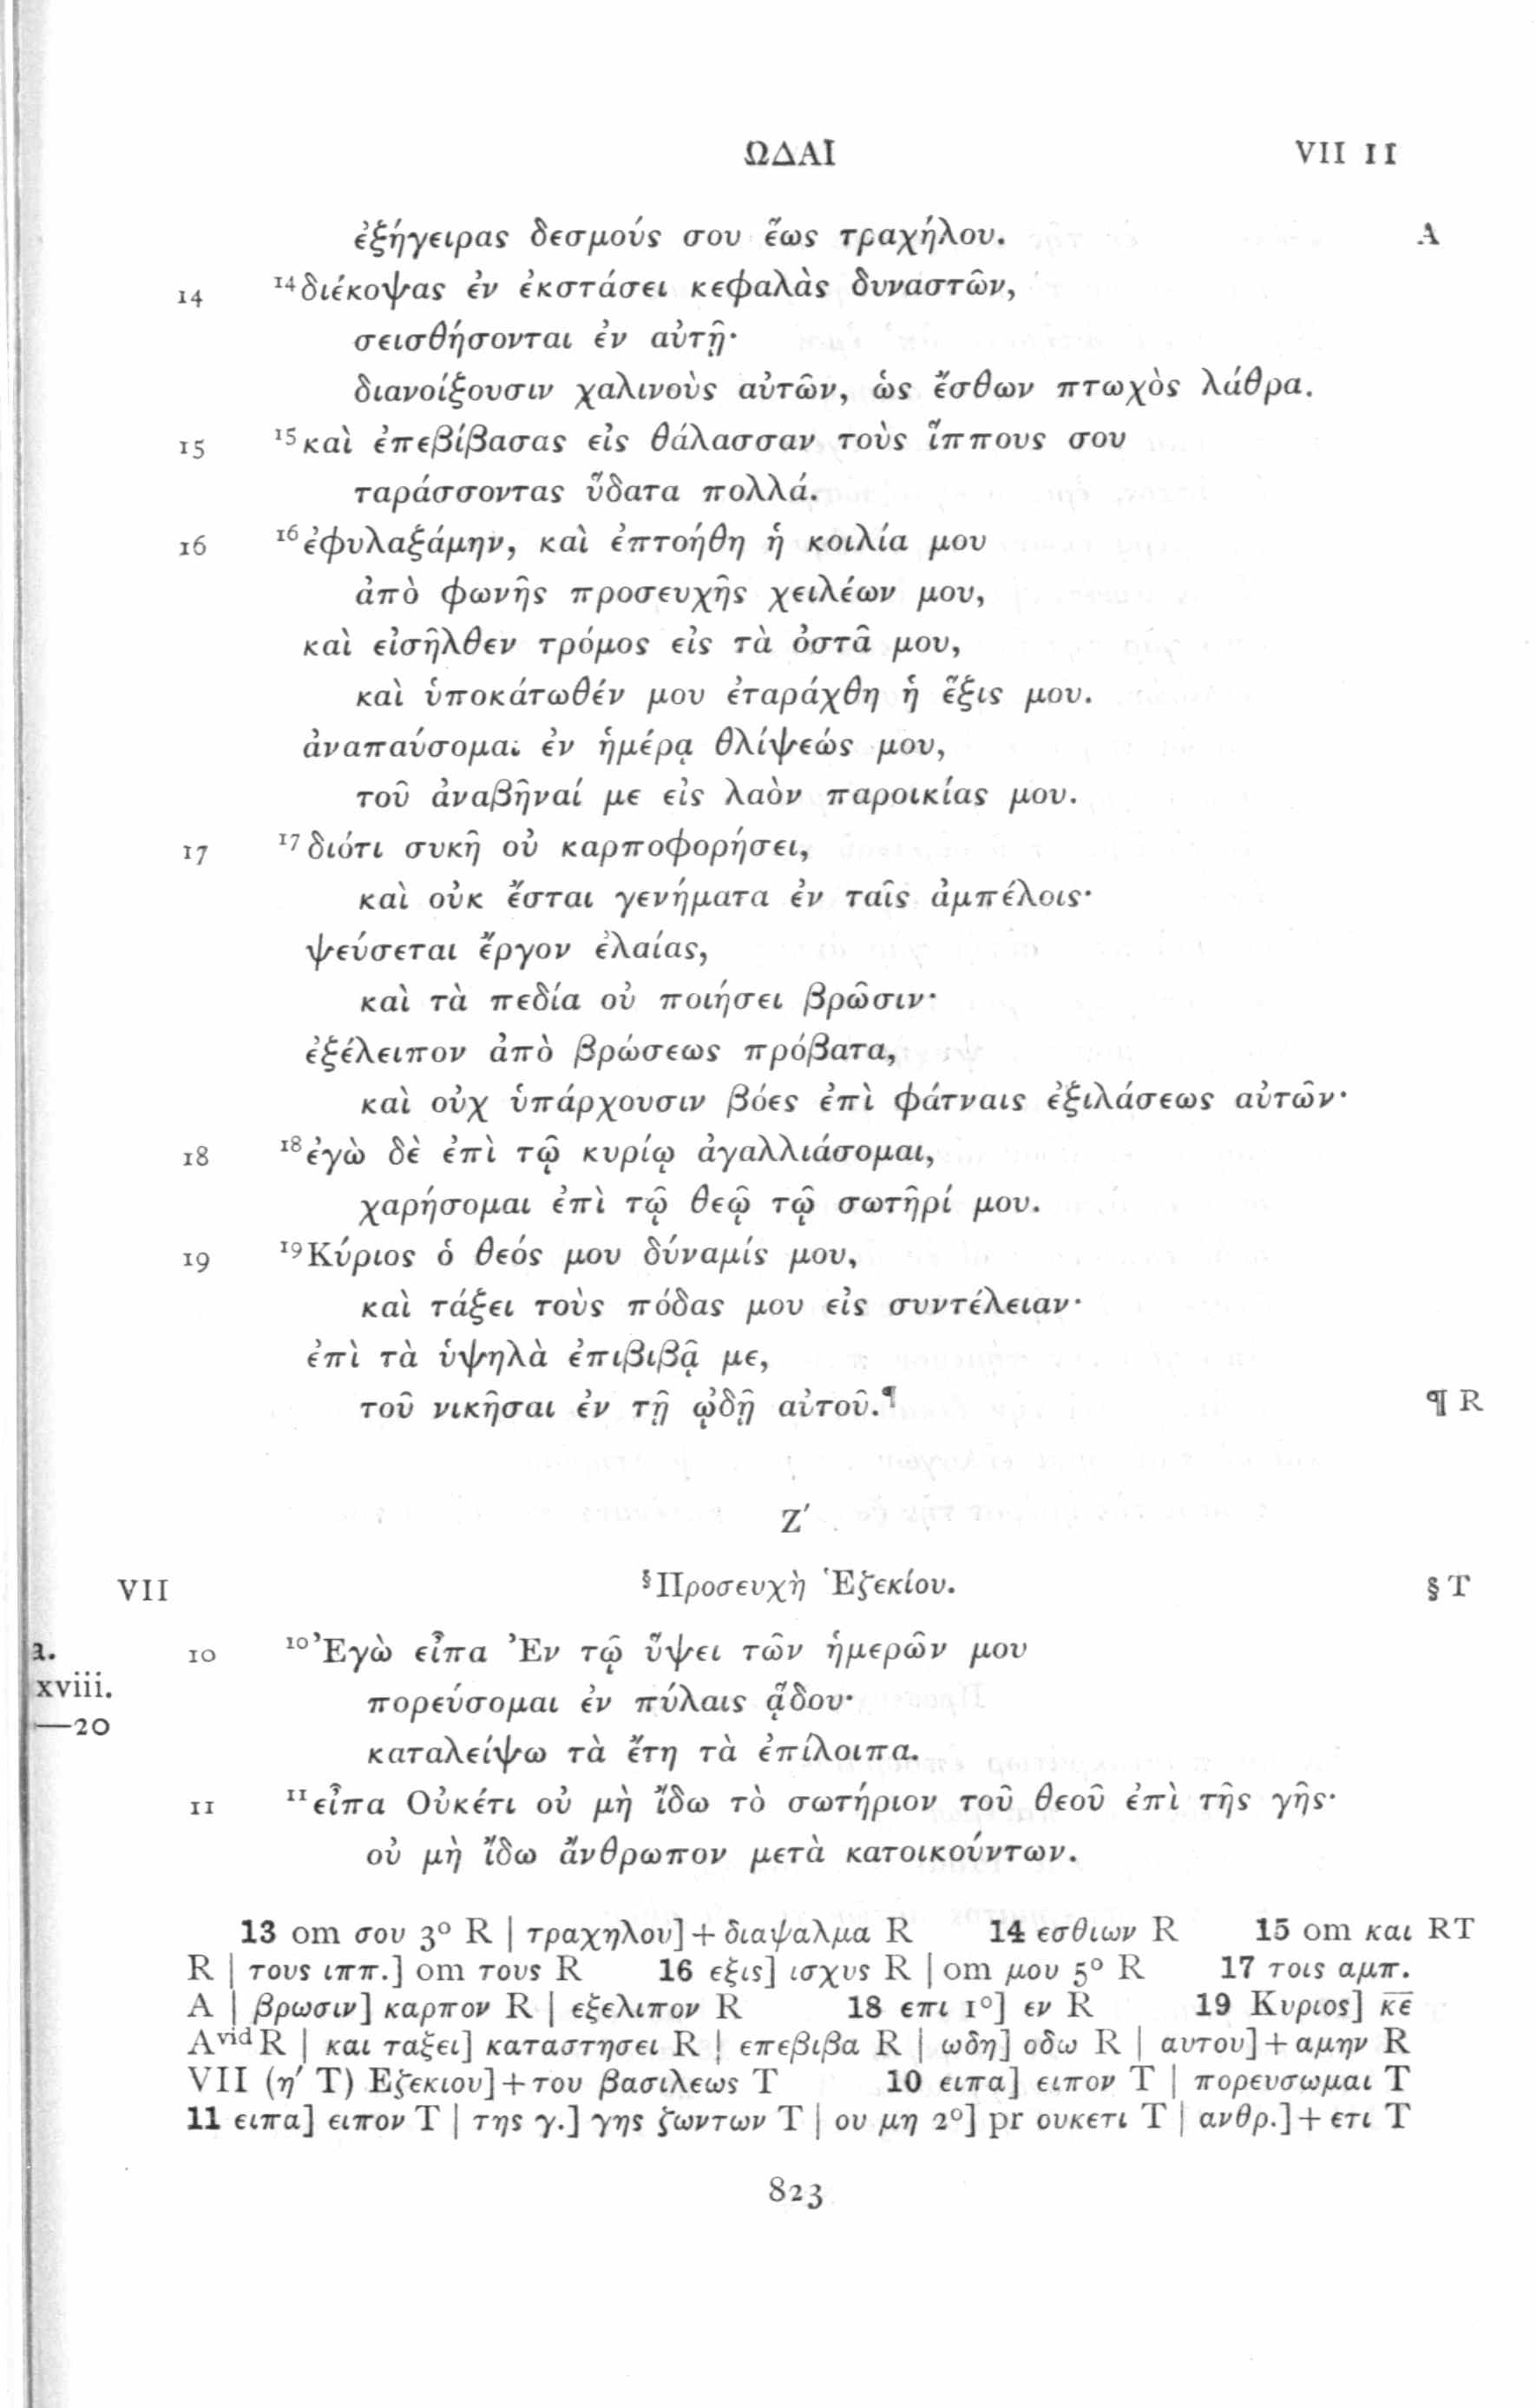 ΩΔΑΙ VII 11
ἐξήγειρας δεσμούς σου ἕως τραχήλου. A
14 ¹⁴διέκοψας ἐν ἐκστάσει κεφαλὰς δυναστῶν,
σεισθήσονται ἐν αὐτῇ·
διανοίξουσιν χαλινοὺς αὐτῶν, ὡς ἔσθων πτωχὸς λάθρα.
15 ¹⁵καὶ ἐπεβίβασας εἰς θάλασσαν τοὺς ἵππους σου
ταράσσοντας ὕδατα πολλά.
16 ¹⁶ἐφυλαξάμην, καὶ ἐπτοήθη ἡ κοιλία μου
ἀπὸ φωνῆς προσευχῆς χειλέων μου,
καὶ εἰσῆλθεν τρόμος εἰς τὰ ὀστᾶ μου,
καὶ ὑποκάτωθέν μου ἐταράχθη ἡ ἕξις μου.
ἀναπαύσομαι ἐν ἡμέρᾳ θλίψεώς μου,
τοῦ ἀναβῆναί με εἰς λαὸν παροικίας μου.
17 ¹⁷διότι συκῆ οὐ καρποφορήσει,
καὶ οὐκ ἔσται γενήματα ἐν ταῖς ἀμπέλοις·
ψεύσεται ἔργον ἐλαίας,
καὶ τὰ πεδία οὐ ποιήσει βρῶσιν·
ἐξέλειπον ἀπὸ βρώσεως πρόβατα,
καὶ οὐχ ὑπάρχουσιν βόες ἐπὶ φάτναις ἐξιλάσεως αὐτῶν·
18 ¹⁸ἐγὼ δὲ ἐπὶ τῷ κυρίῳ ἀγαλλιάσομαι,
χαρήσομαι ἐπὶ τῷ θεῷ τῷ σωτῆρί μου.
19 ¹⁹Κύριος ὁ θεός μου δύναμίς μου,
καὶ τάξει τοὺς πόδας μου εἰς συντέλειαν·
ἐπὶ τὰ ὑψηλὰ ἐπιβιβᾷ με,
τοῦ νικῆσαι ἐν τῇ ᾠδῇ αὐτοῦ.¶ ¶ R
Ζ′
VII §Προσευχὴ Ἑζεκίου. § T
a. 10 ¹⁰Ἐγὼ εἶπα Ἐν τῷ ὕψει τῶν ἡμερῶν μου
xviii. πορεύσομαι ἐν πύλαις ᾅδου·
—20
καταλείψω τὰ ἔτη τὰ ἐπίλοιπα.
11 ¹¹εἶπα Οὐκέτι οὐ μὴ ἴδω τὸ σωτήριον τοῦ θεοῦ ἐπὶ τῆς γῆς·
οὐ μὴ ἴδω ἄνθρωπον μετὰ κατοικούντων.
13 om σου 3° R | τραχηλου] + διαψαλμα R 14 εσθιων R 15 om και RT
R | τους ιππ.] om τους R 16 εξις] ισχυς R | om μου 5° R 17 τοις αμπ.
A | βρωσιν] καρπον R | εξελιπον R 18 επι 1°] εν R 19 Κυριος] κ̅ε̅
Aᵛⁱᵈ R | και ταξει] καταστησει R | επεβιβα R | ωδη] οδω R | αυτου] + αμην R
VII (η′ T) Εζεκιου] + του βασιλεως T 10 ειπα] ειπον T | πορευσωμαι T
11 ειπα] ειπον T | της γ.] γης ζωντων T | ου μη 2°] pr ουκετι T | ανθρ.] + ετι T
823